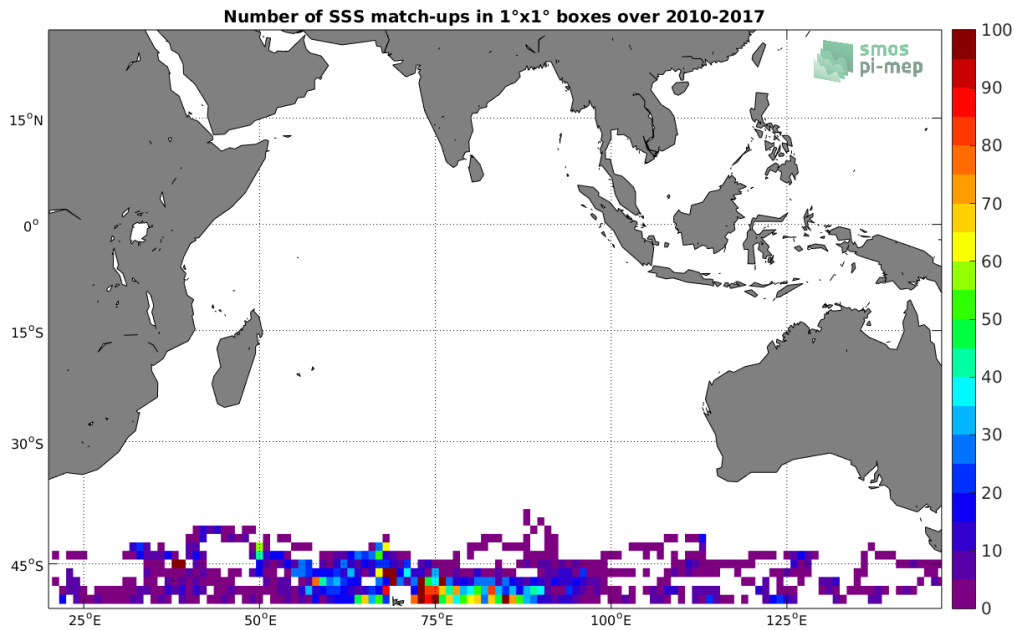 Number of SSS match-ups in 1°x1° boxes over 2010-2017
smos
pi-mep
100
90
80
70
60
50
40
30
20
10
0
15°N
0°
15°S
30°S
45°S
25°E
50°E
75°E
100°E
125°E